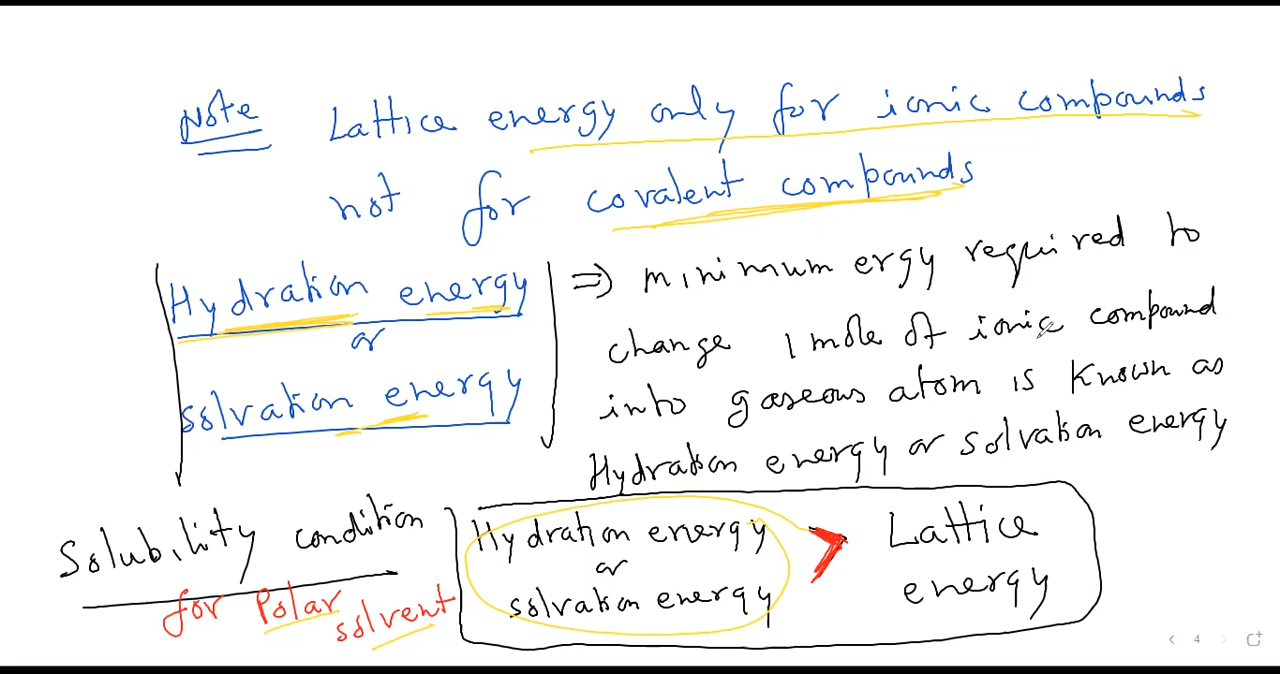 Note Lattice energy only for ionic compounds
not for covalent compounds
Hydration energy
or
solvation energy
=> minimum ergy required to
change 1 mole of ionic compound
into gaseous atom is known as
Hydration energy or solvation energy
Solubility condition
for Polar
solvent
Hydration energy
or
solvation energy
> Lattice
energy
4